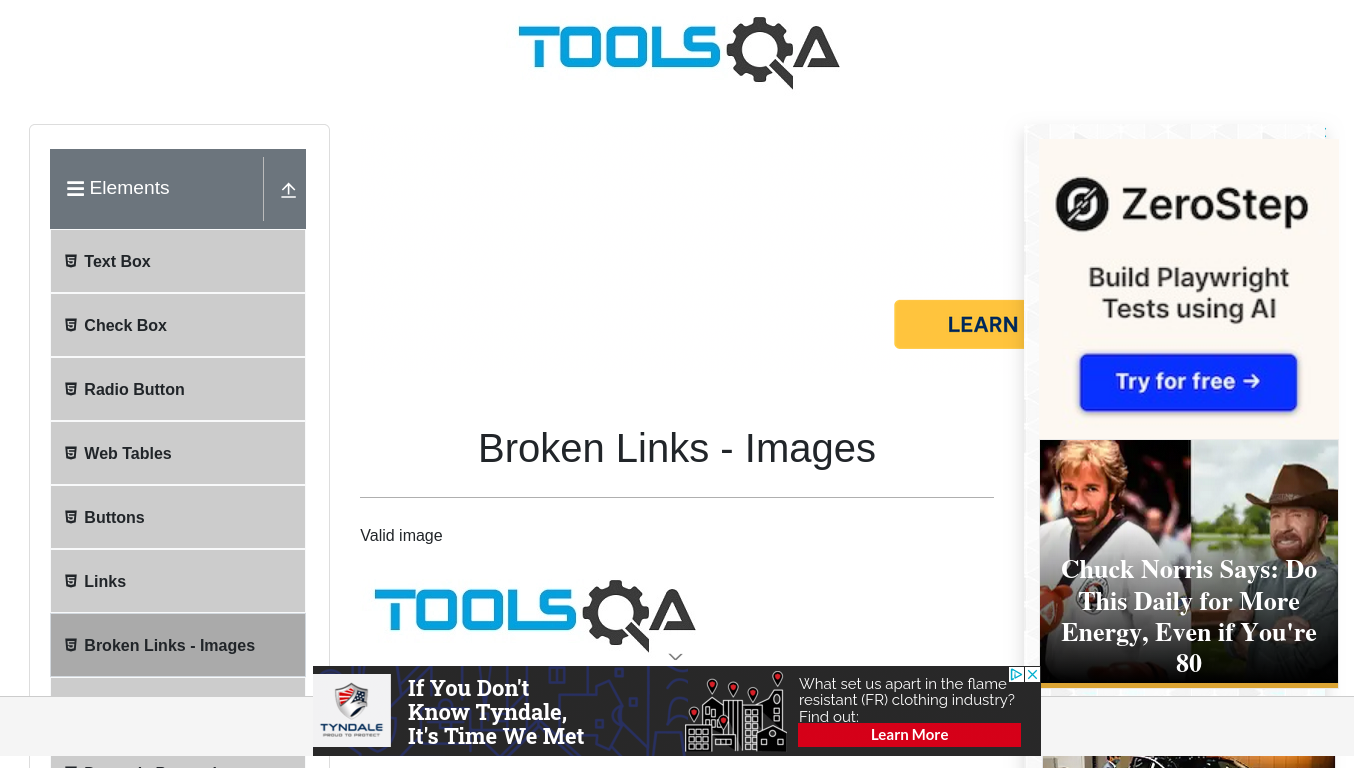 TOOLSQA
Elements
Text Box
Check Box
Radio Button
Web Tables
Buttons
Links
Broken Links - Images
LEARN
Broken Links - Images
Valid image
TOOLSQA
ZeroStep
Build Playwright
Tests using AI
Try for free →
Chuck Norris Says: Do
This Daily for More
Energy, Even if You're
80
TYNDALE
PROUD TO PROTECT
If You Don't
Know Tyndale,
It's Time We Met
What set us apart in the flame
resistant (FR) clothing industry?
Find out:
Learn More